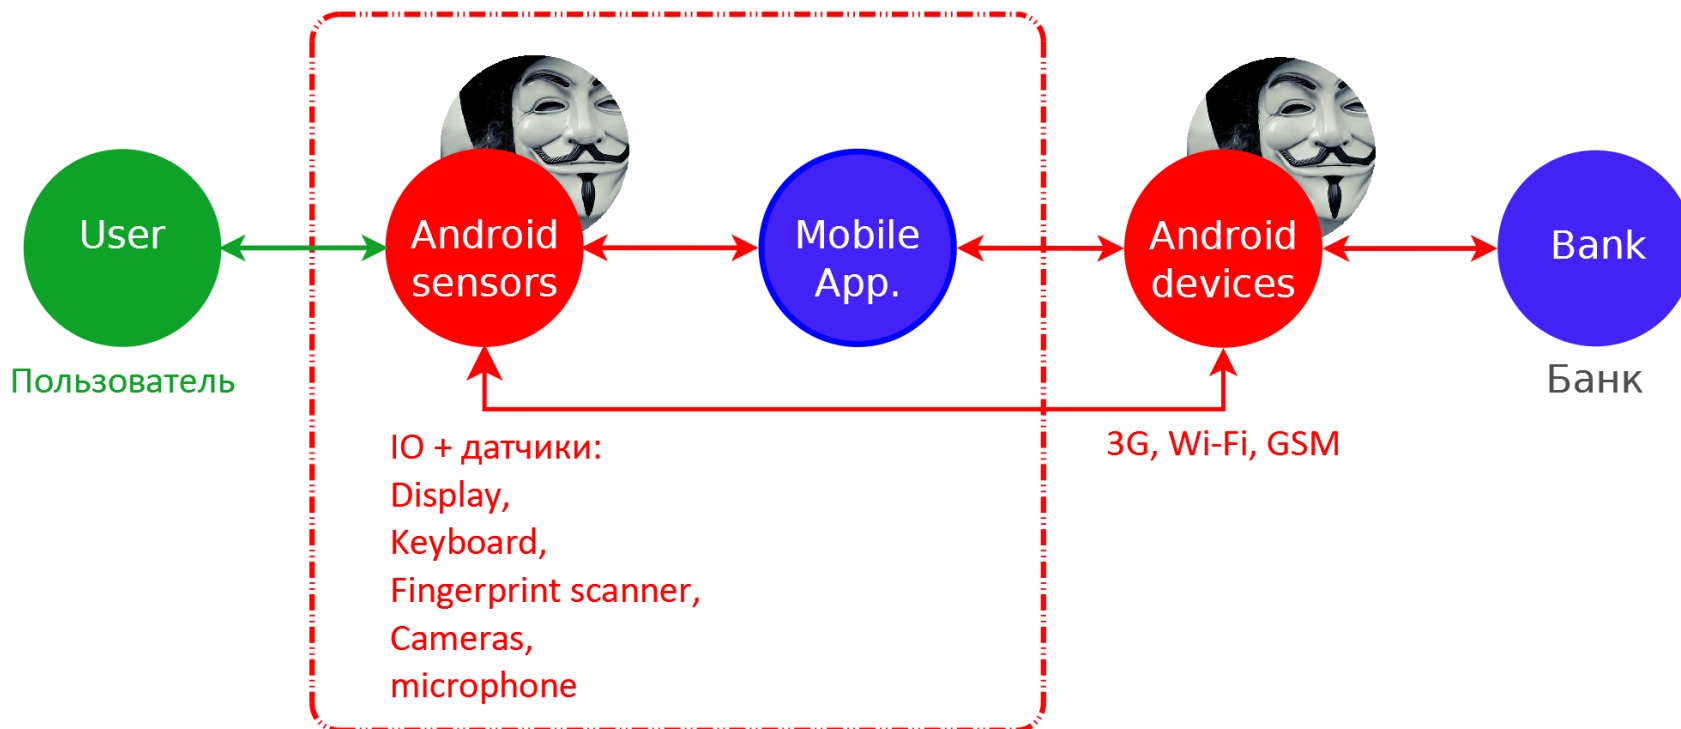 User
Android
sensors
Mobile
App.
Android
devices
Bank
Пользователь
Банк
IO + датчики:
Display,
Keyboard,
Fingerprint scanner,
Cameras,
microphone
3G, Wi-Fi, GSM